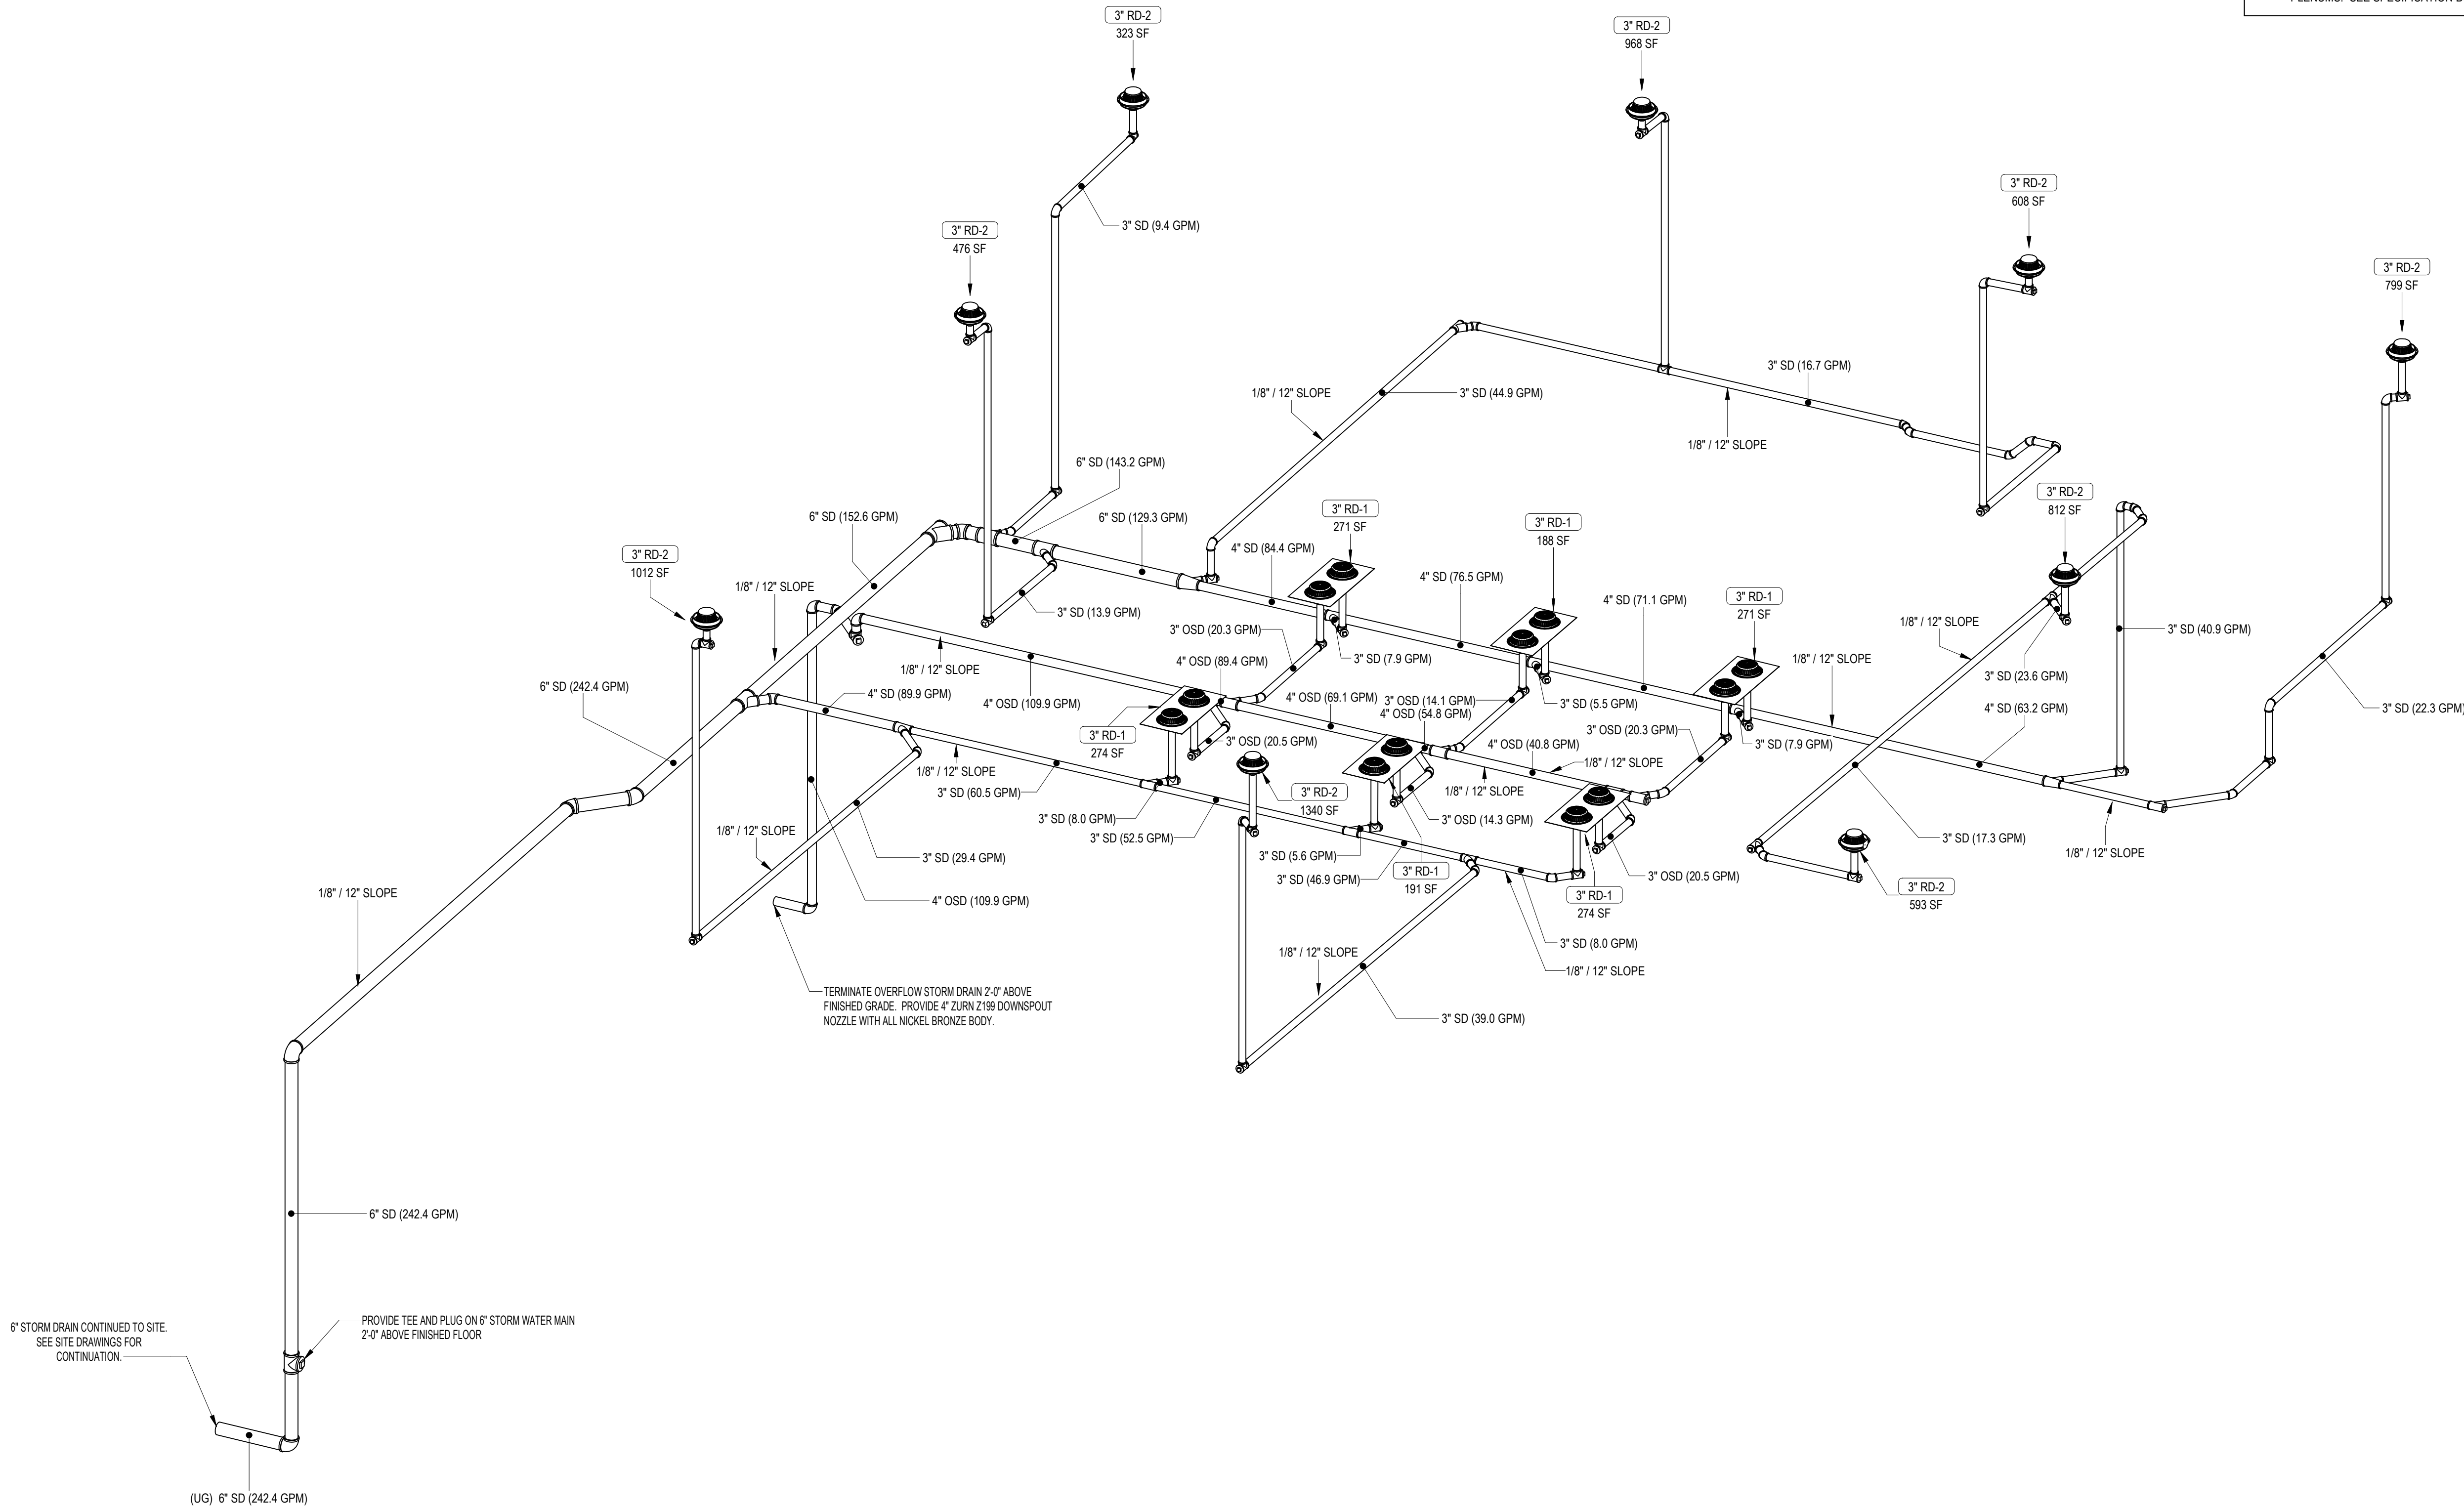 3" RD-2
323 SF
3" RD-2
968 SF
3" RD-2
608 SF
3" RD-2
799 SF
3" RD-2
476 SF
3" SD (9.4 GPM)
3" SD (16.7 GPM)
1/8" / 12" SLOPE
3" SD (44.9 GPM)
1/8" / 12" SLOPE
6" SD (143.2 GPM)
6" SD (152.6 GPM)
6" SD (129.3 GPM)
3" RD-1
271 SF
3" RD-1
188 SF
3" RD-2
812 SF
3" RD-2
1012 SF
1/8" / 12" SLOPE
4" SD (84.4 GPM)
4" SD (76.5 GPM)
4" SD (71.1 GPM)
3" RD-1
271 SF
3" SD (13.9 GPM)
3" OSD (20.3 GPM)
3" SD (7.9 GPM)
1/8" / 12" SLOPE
1/8" / 12" SLOPE
3" SD (40.9 GPM)
3" SD (23.6 GPM)
6" SD (242.4 GPM)
4" SD (89.9 GPM)
1/8" / 12" SLOPE
4" OSD (109.9 GPM)
4" OSD (89.4 GPM)
4" OSD (69.1 GPM)
3" OSD (14.1 GPM)
4" OSD (54.8 GPM)
3" SD (5.5 GPM)
4" SD (63.2 GPM)
3" SD (22.3 GPM)
3" RD-1
274 SF
3" OSD (20.5 GPM)
4" OSD (40.8 GPM)
3" OSD (20.3 GPM)
3" SD (7.9 GPM)
1/8" / 12" SLOPE
1/8" / 12" SLOPE
3" SD (60.5 GPM)
3" RD-2
1340 SF
1/8" / 12" SLOPE
3" SD (8.0 GPM)
3" SD (52.5 GPM)
3" OSD (14.3 GPM)
1/8" / 12" SLOPE
3" SD (29.4 GPM)
3" SD (5.6 GPM)
3" SD (46.9 GPM)
3" RD-1
191 SF
3" OSD (20.5 GPM)
3" RD-1
274 SF
3" SD (17.3 GPM)
1/8" / 12" SLOPE
3" RD-2
593 SF
1/8" / 12" SLOPE
4" OSD (109.9 GPM)
3" SD (8.0 GPM)
1/8" / 12" SLOPE
1/8" / 12" SLOPE
3" SD (39.0 GPM)
TERMINATE OVERFLOW STORM DRAIN 2'-0" ABOVE
FINISHED GRADE. PROVIDE 4" ZURN Z199 DOWNSPOUT
NOZZLE WITH ALL NICKEL BRONZE BODY.
6" SD (242.4 GPM)
PROVIDE TEE AND PLUG ON 6" STORM WATER MAIN
2'-0" ABOVE FINISHED FLOOR
6" STORM DRAIN CONTINUED TO SITE.
SEE SITE DRAWINGS FOR
CONTINUATION.
(UG) 6" SD (242.4 GPM)